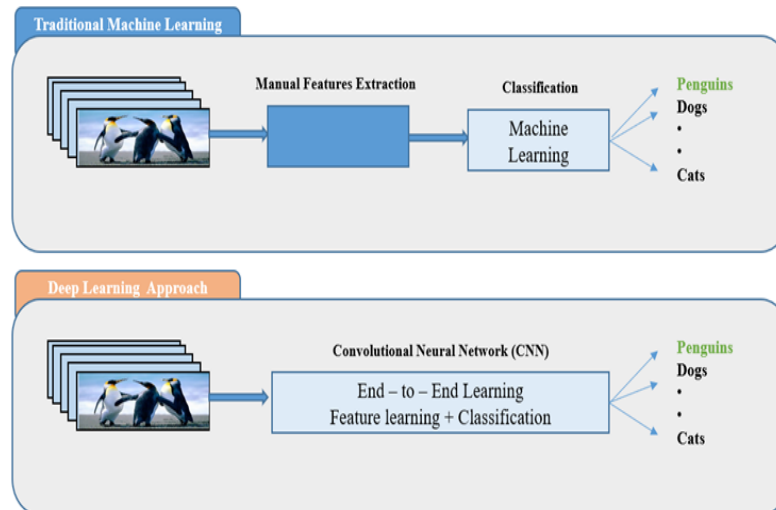 Traditional Machine Learning
Manual Features Extraction
Classification
Machine
Learning
Penguins
Dogs
•
•
Cats
Deep Learning Approach
Convolutional Neural Network (CNN)
End – to – End Learning
Feature learning + Classification
Penguins
Dogs
•
•
Cats